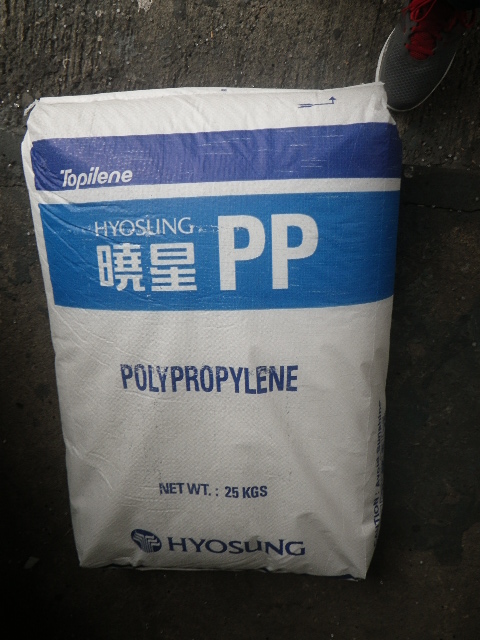 Topilene
HYOSUNG
曉星 PP
POLYPROPYLENE
NET WT. : 25 KGS
HYOSUNG